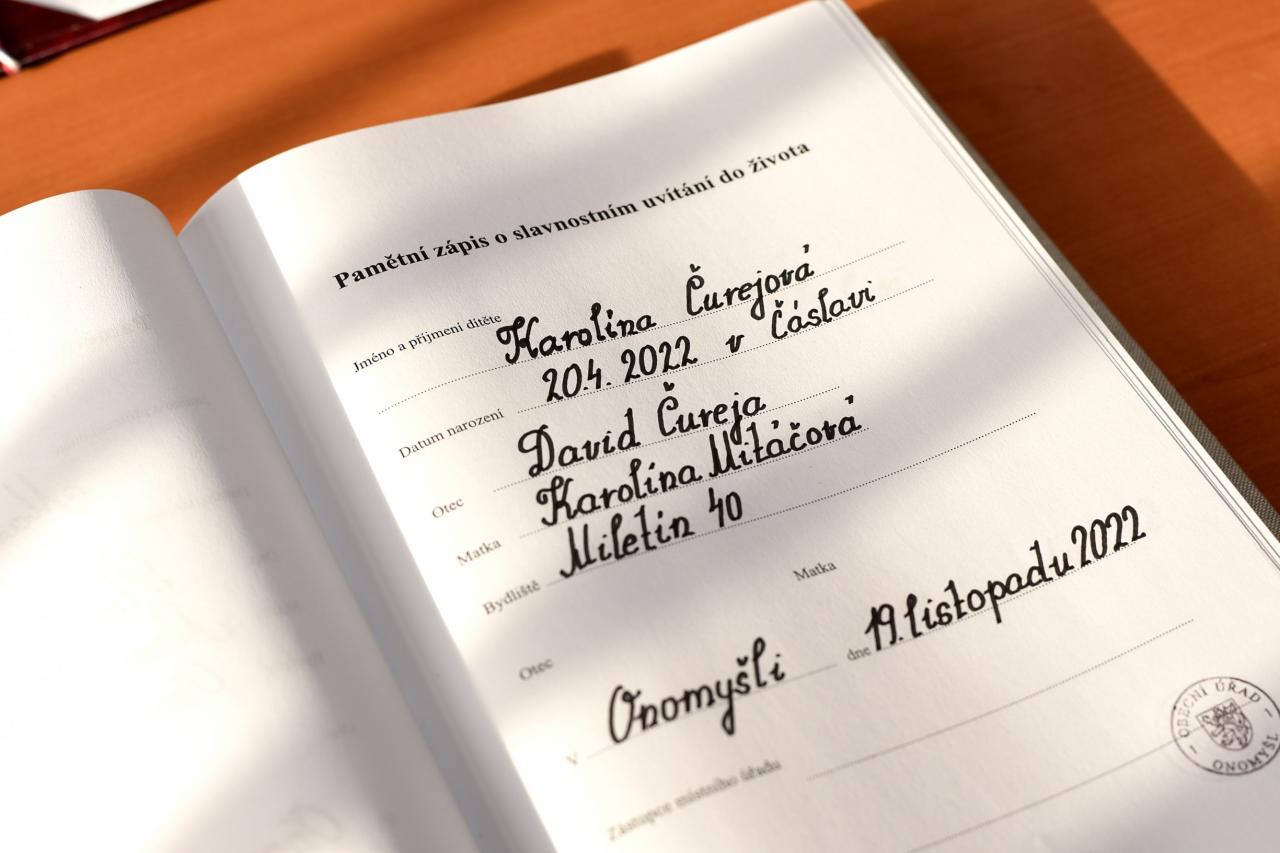 Pamětní zápis o slavnostním uvítání do života
Jméno a příjmení dítěte Karolína Čurejová
Datum narození 20.4. 2022 v Čáslavi
Otec David Čureja
Matka Karolína Mitáčová
Bydliště Miletín 40
Otec Matka
V Onomyšli dne 19. listopadu 2022
Zástupce místního úřadu
OBECNÍ ÚŘAD
ONOMYŠL